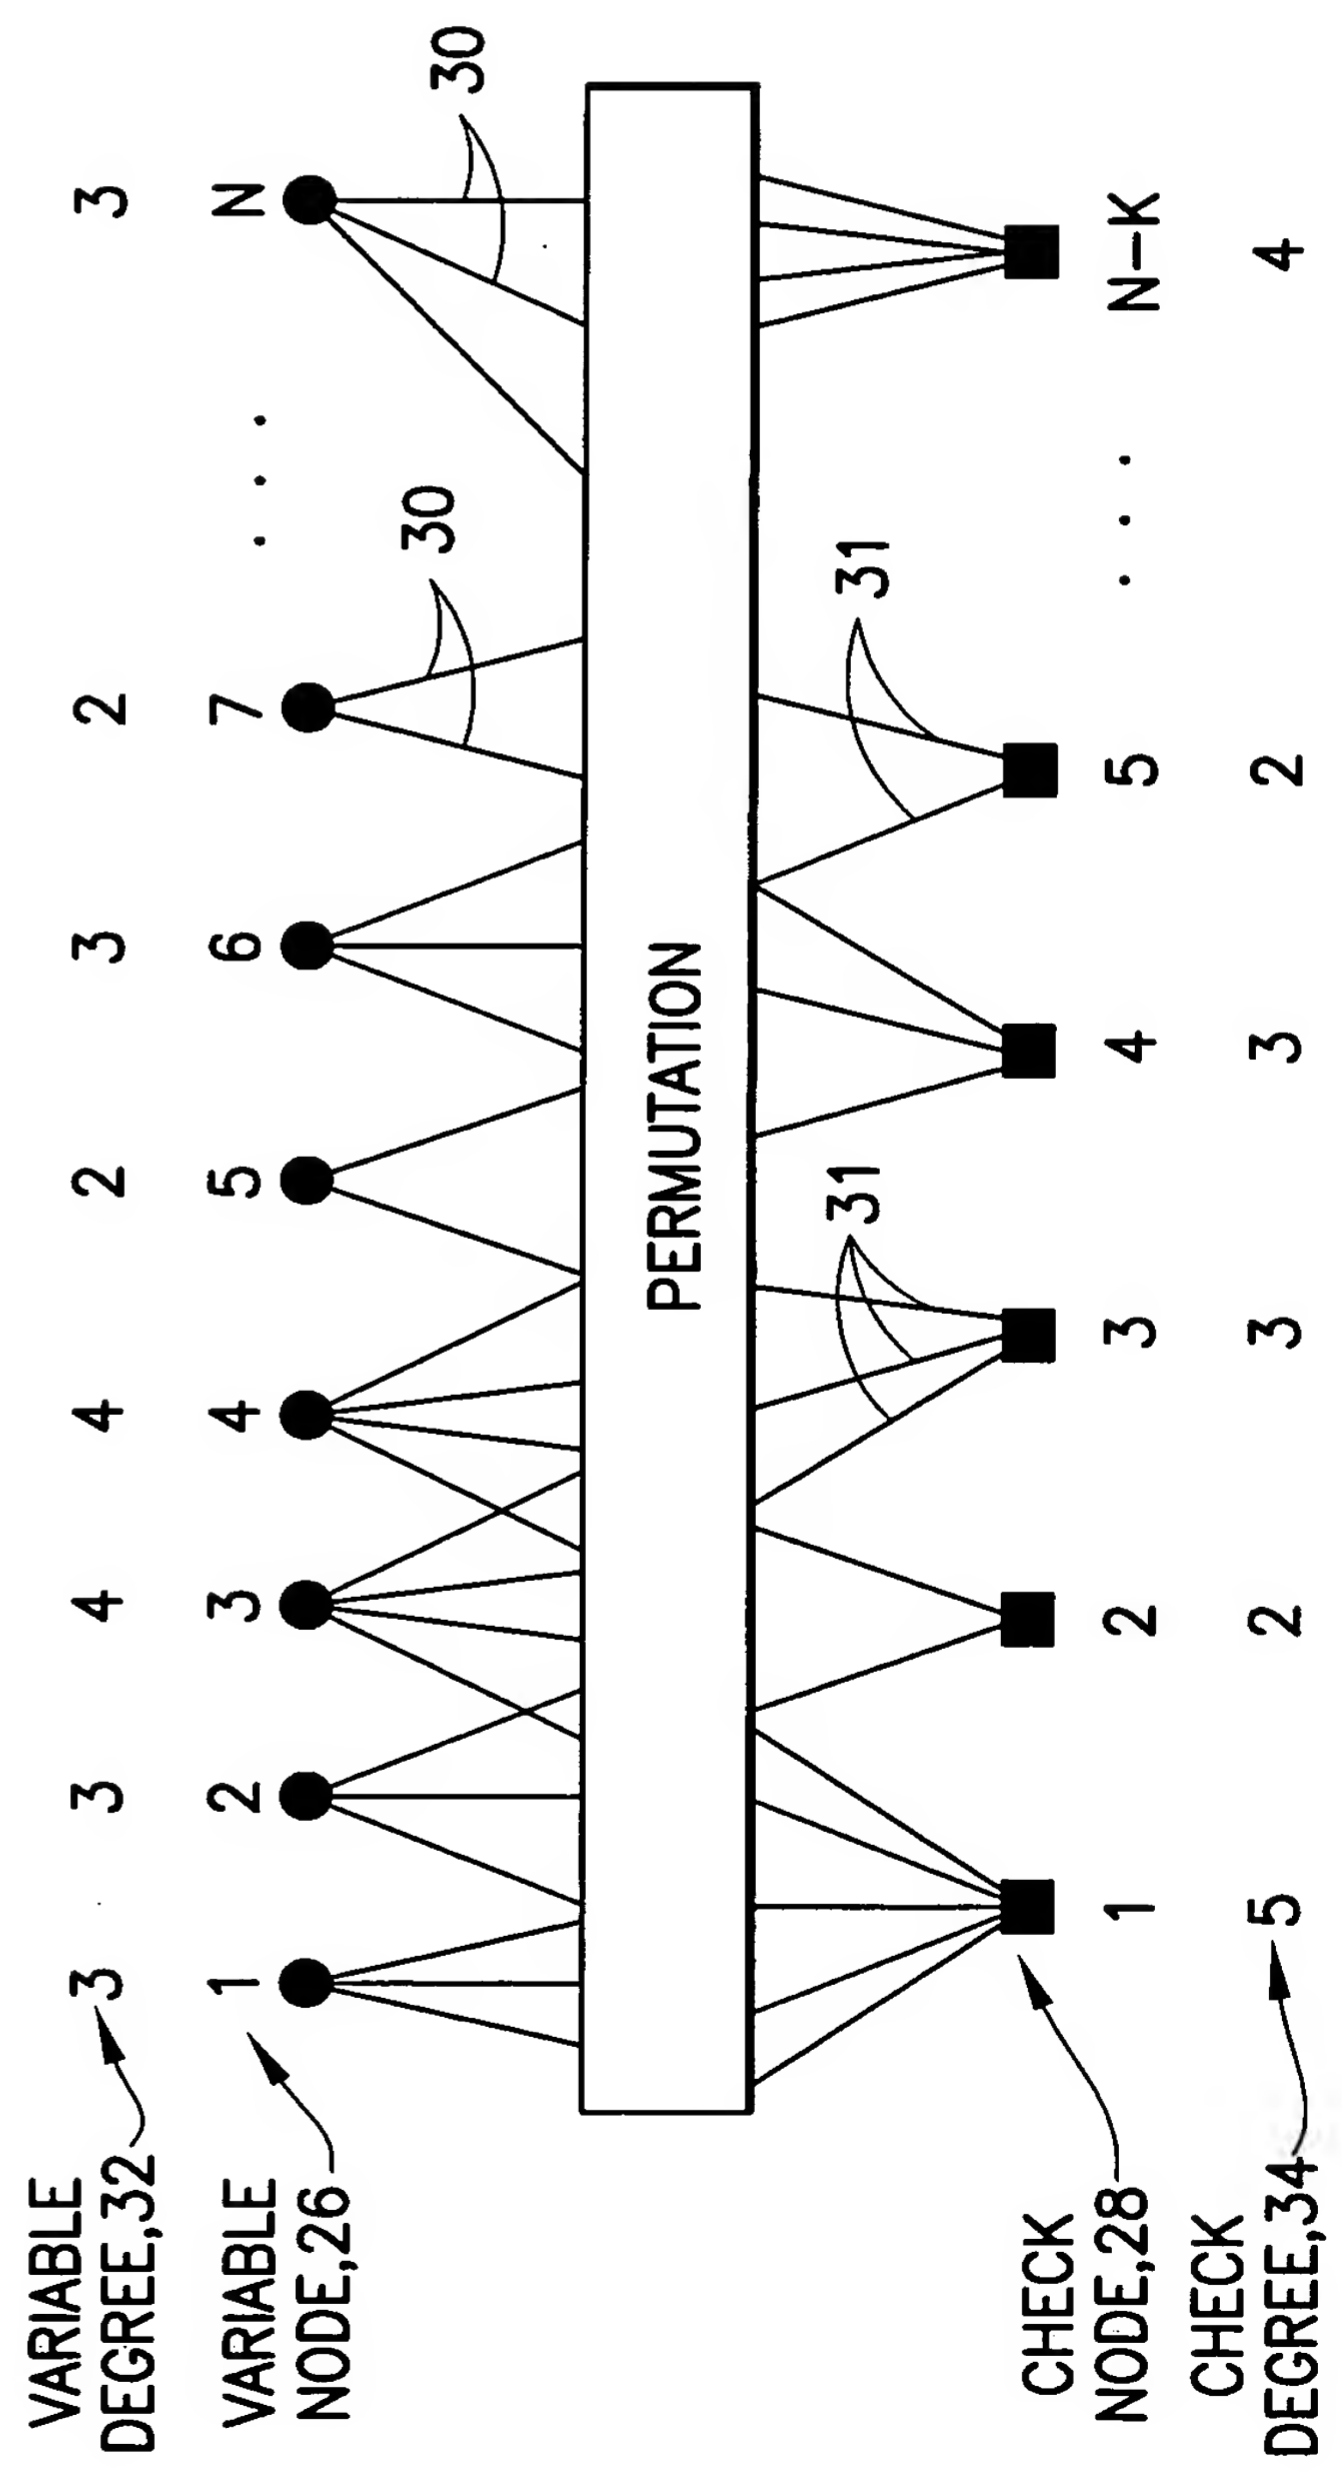 VARIABLE
DEGREE,32
3 3 4 4 2 3 2 3
VARIABLE
NODE,26
1 2 3 4 5 6 7 . . . N
30 30
PERMUTATION
31 31
CHECK
NODE,28
1 2 3 4 5 . . . N-K
CHECK
DEGREE,34
5 2 3 3 2 4